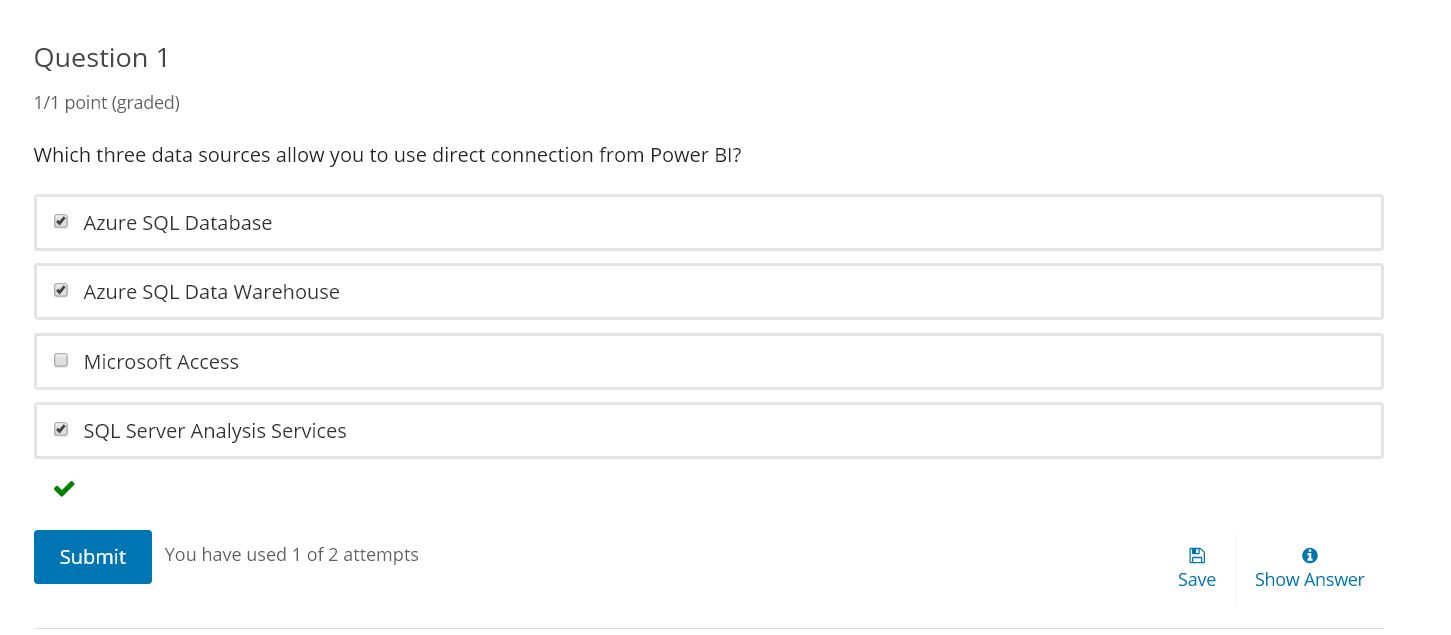 Question 1
1/1 point (graded)
Which three data sources allow you to use direct connection from Power BI?
Azure SQL Database
Azure SQL Data Warehouse
Microsoft Access
SQL Server Analysis Services
Submit You have used 1 of 2 attempts
Save Show Answer